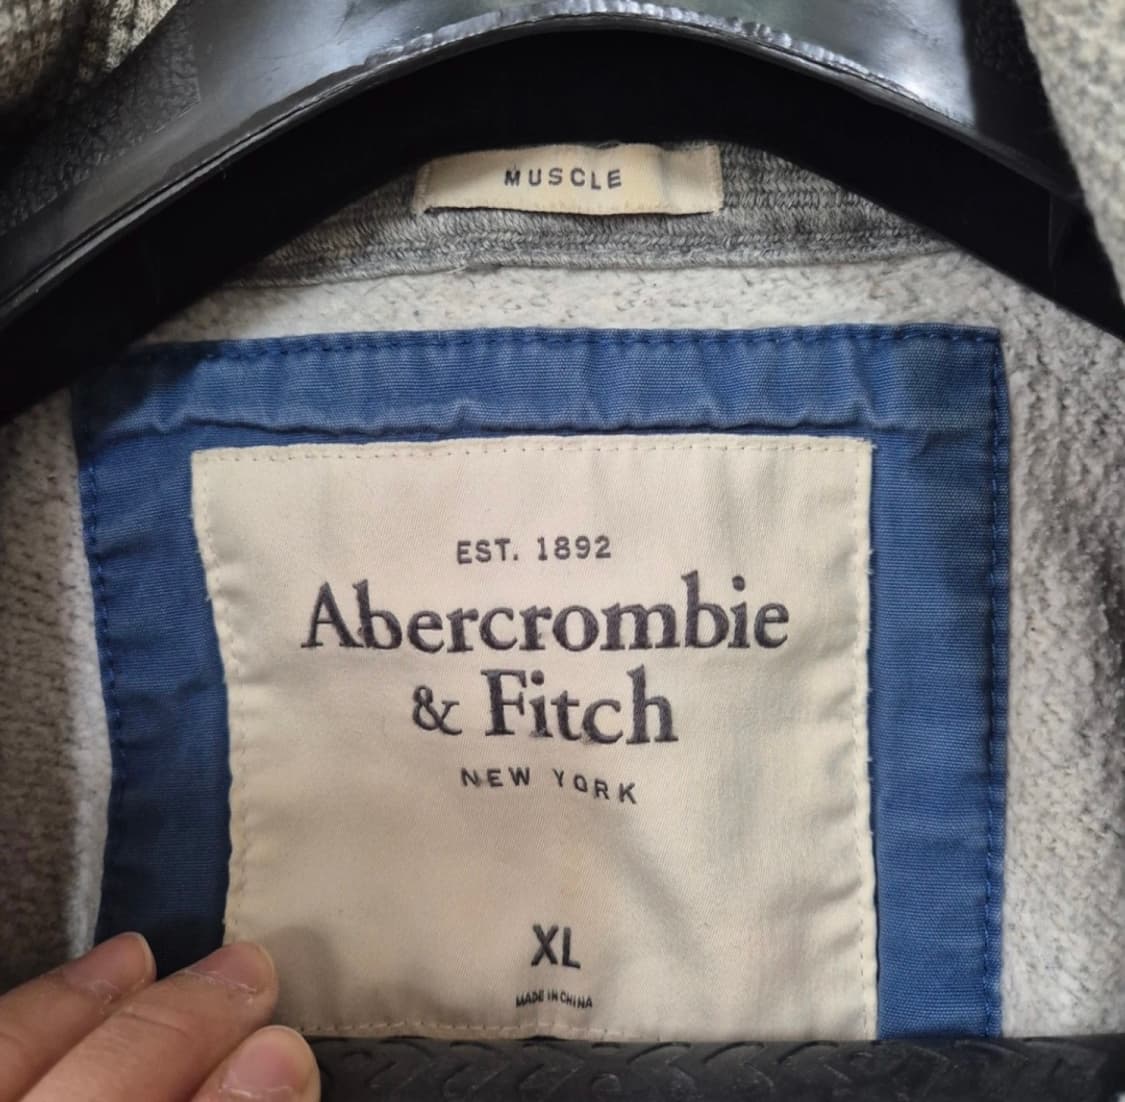 MUSCLE
EST. 1892
Abercrombie
& Fitch
NEW YORK
XL
MADE IN CHINA